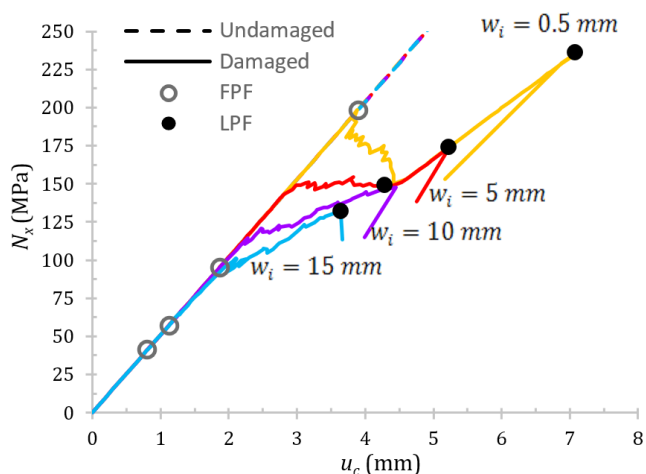 250
225
200
175
150
125
100
75
50
25
0
N_x (MPa)
Undamaged
Damaged
FPF
LPF
w_i = 0.5 mm
w_i = 5 mm
w_i = 10 mm
w_i = 15 mm
0 1 2 3 4 5 6 7 8
u_c (mm)